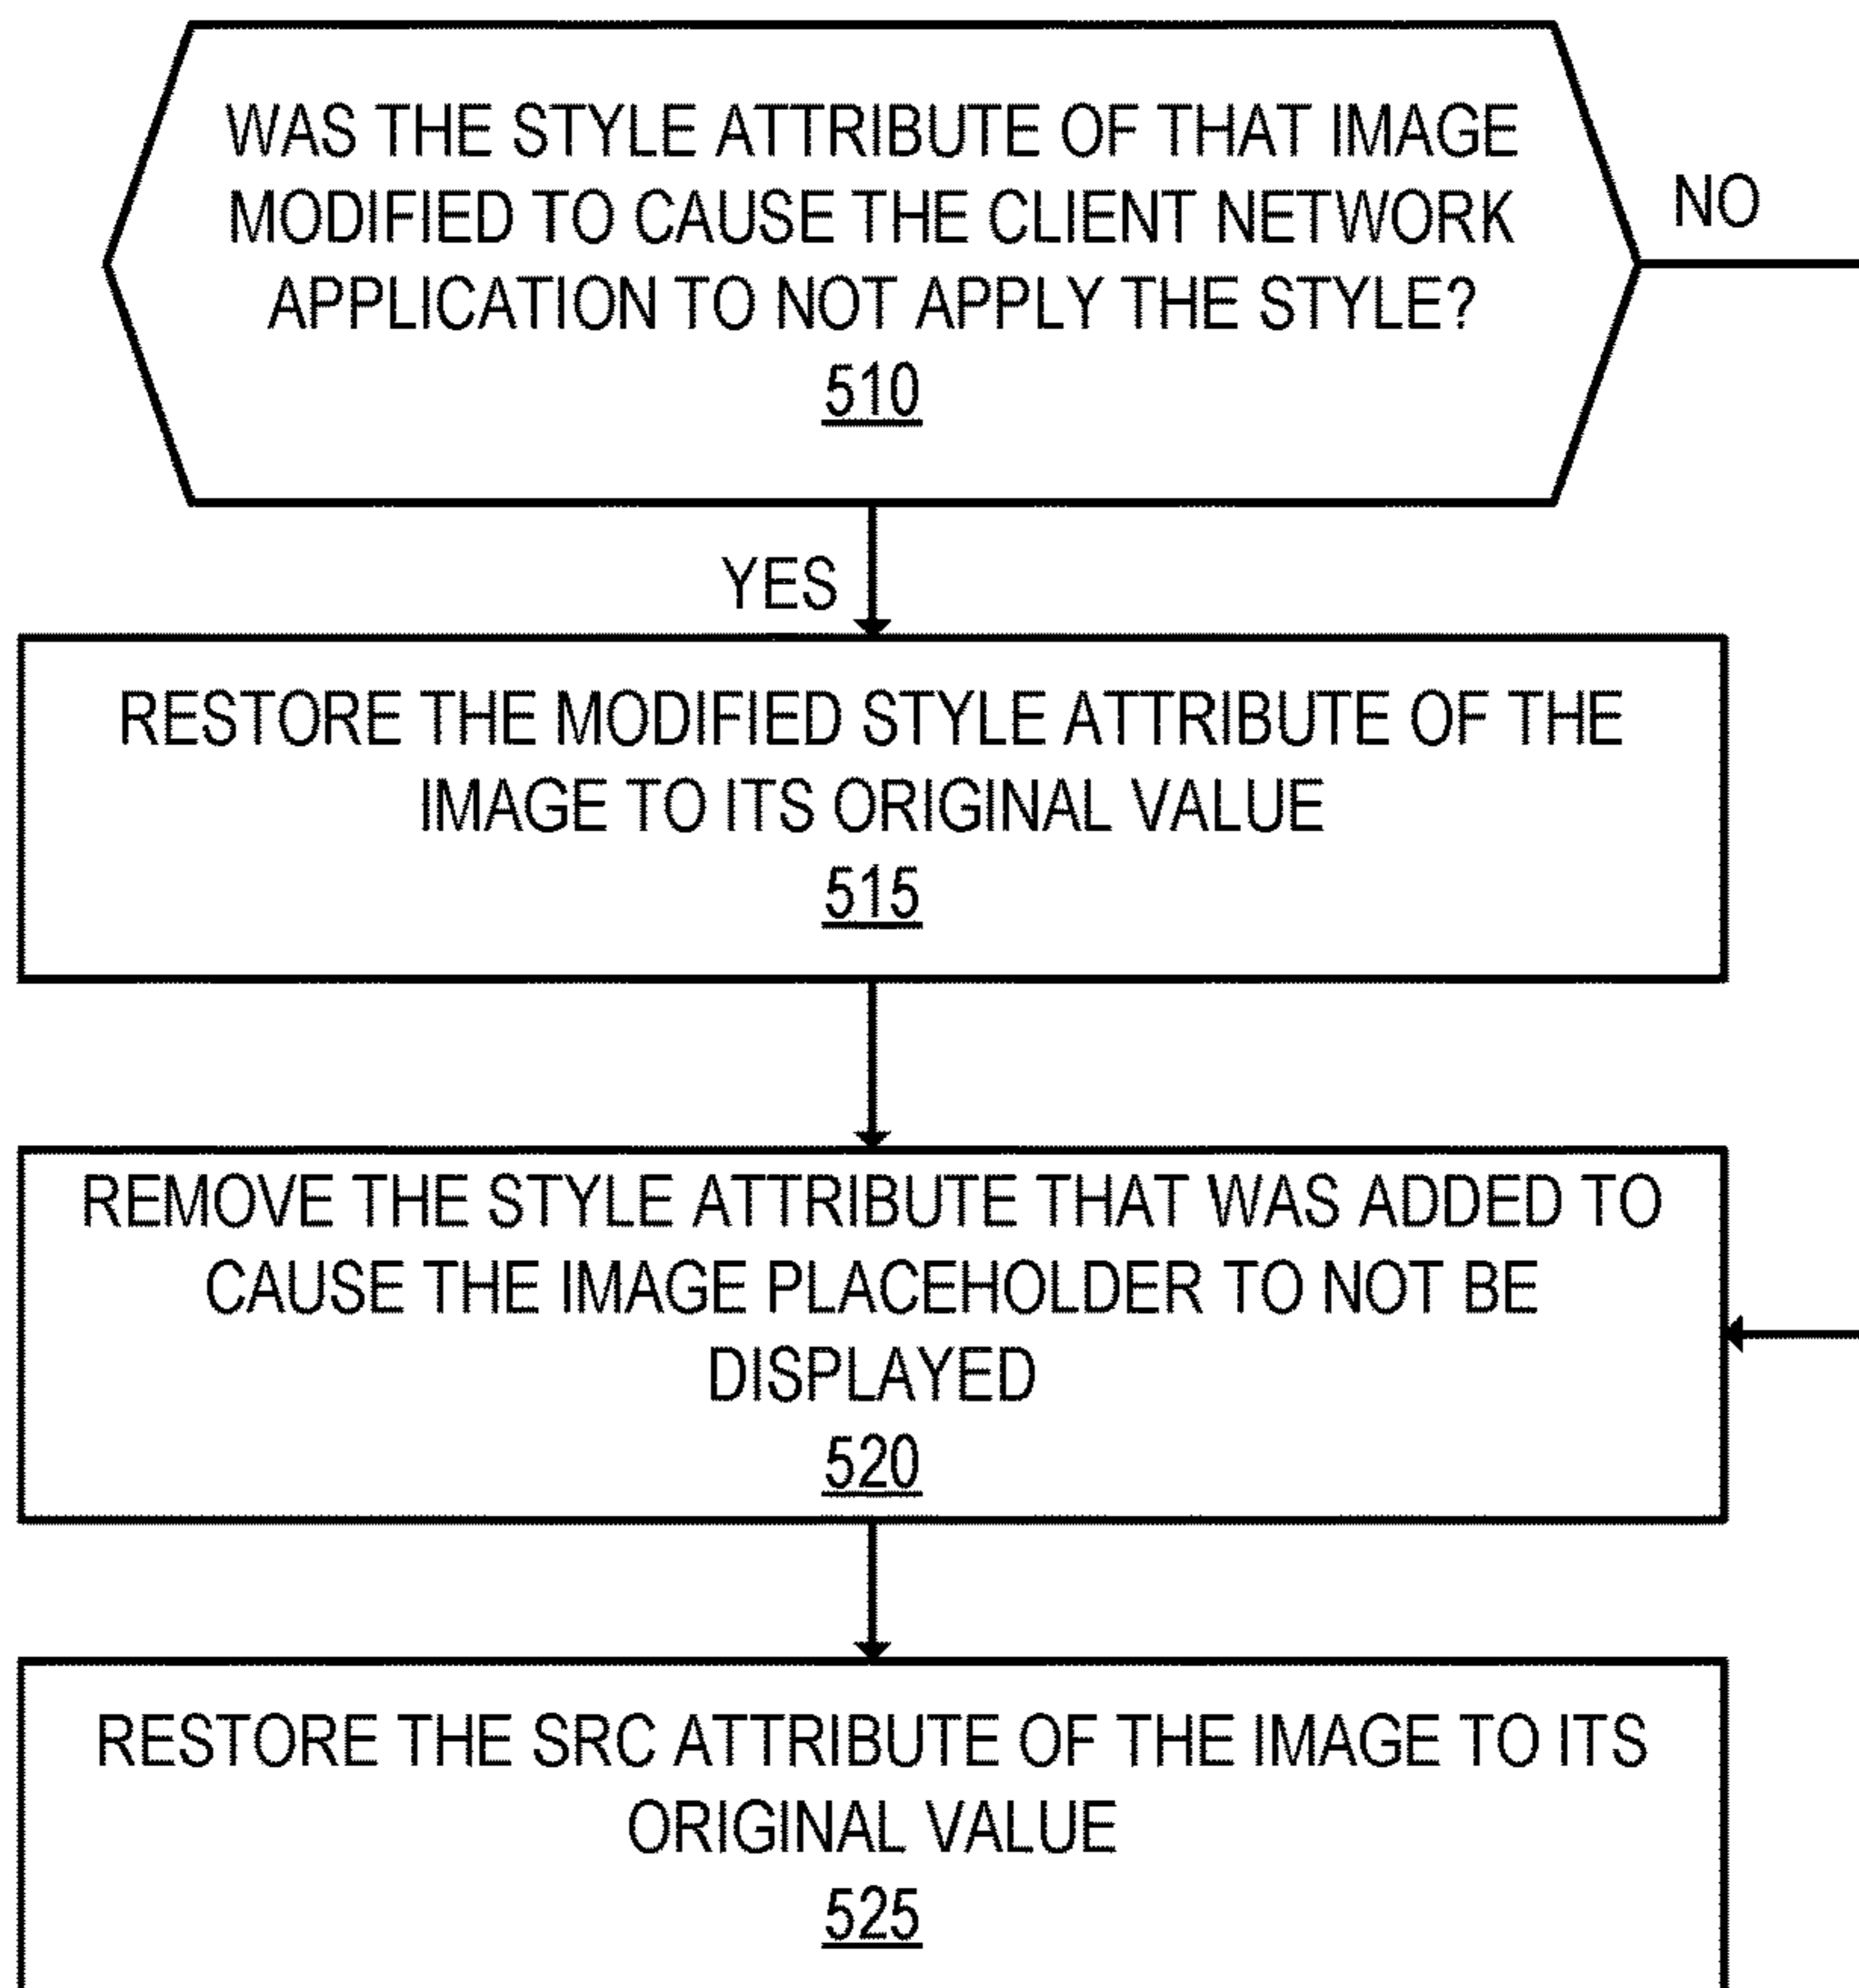 WAS THE STYLE ATTRIBUTE OF THAT IMAGE
MODIFIED TO CAUSE THE CLIENT NETWORK
APPLICATION TO NOT APPLY THE STYLE?
510
NO
YES
RESTORE THE MODIFIED STYLE ATTRIBUTE OF THE
IMAGE TO ITS ORIGINAL VALUE
515
REMOVE THE STYLE ATTRIBUTE THAT WAS ADDED TO
CAUSE THE IMAGE PLACEHOLDER TO NOT BE
DISPLAYED
520
RESTORE THE SRC ATTRIBUTE OF THE IMAGE TO ITS
ORIGINAL VALUE
525